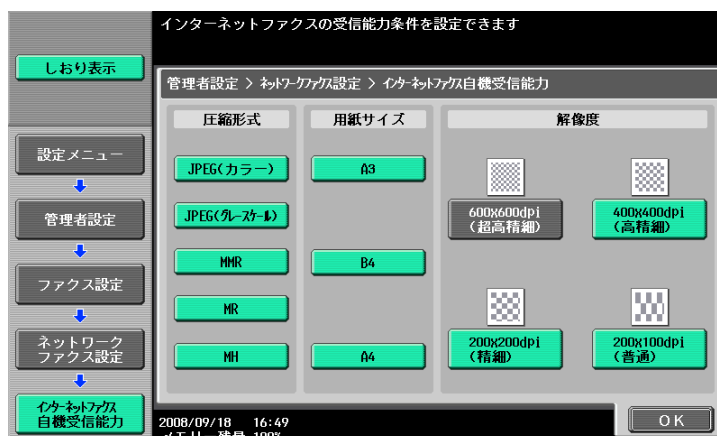 インターネットファクスの受信能力条件を設定できます
しおり表示
管理者設定 > ネットワークファクス設定 > インターネットファクス自機受信能力
圧縮形式
用紙サイズ
解像度
設定メニュー
JPEG(カラー)
A3
管理者設定
JPEG(グレースケール)
600x600dpi
(超高精細)
400x400dpi
(高精細)
MMR
B4
ファクス設定
MR
ネットワーク
ファクス設定
MH
A4
200x200dpi
(精細)
200x100dpi
(普通)
インターネットファクス
自機受信能力
2008/09/18 16:49
メモリー残量 100%
OK